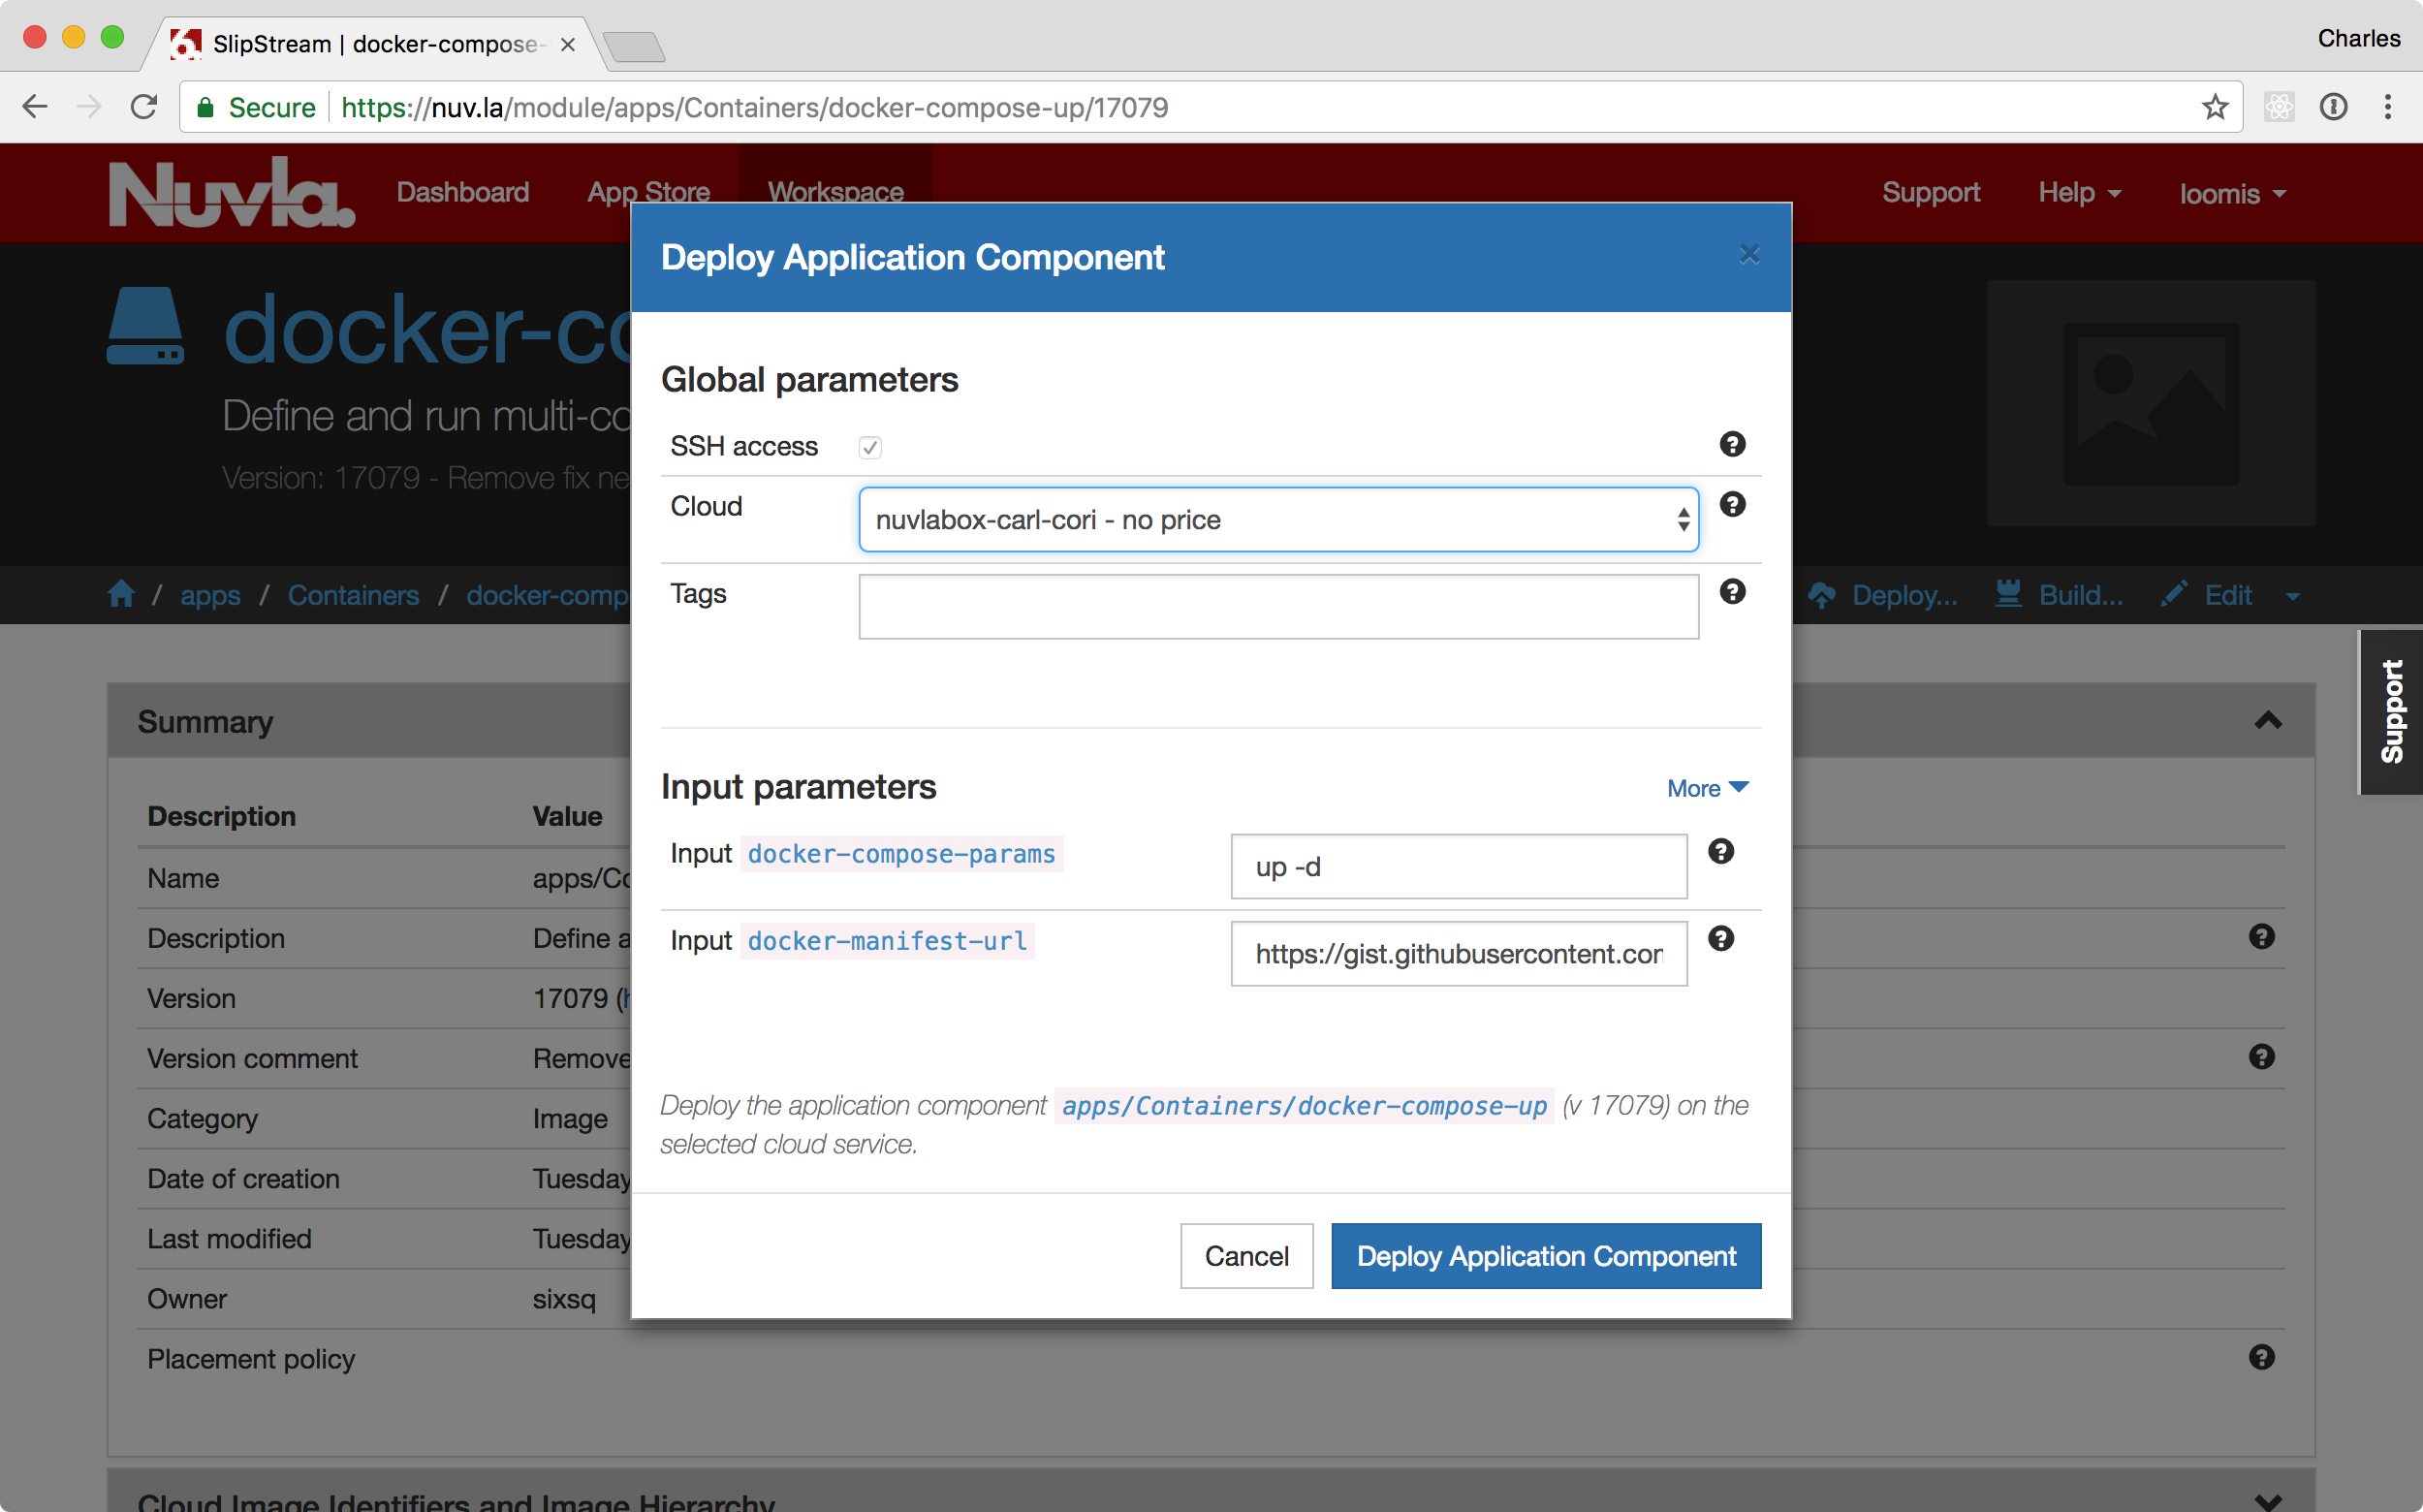 SlipStream | docker-compose-
Charles
Secure https://nuv.la/module/apps/Containers/docker-compose-up/17079
Nuvla. Dashboard App Store Workspace Support Help loomis
Deploy Application Component
docker-co
Define and run multi-co
Version: 17079 - Remove fix ne
Global parameters
SSH access
Cloud nuvlabox-carl-cori - no price
Tags
/ apps / Containers / docker-comp Deploy... Build... Edit
Support
Summary
Input parameters More
Description Value
Input docker-compose-params up -d
Name apps/Co
Input docker-manifest-url https://gist.githubusercontent.com
Description Define a
Version 17079 (h
Version comment Remove
Category Image
Deploy the application component apps/Containers/docker-compose-up (v 17079) on the
selected cloud service.
Date of creation Tuesday
Last modified Tuesday
Cancel Deploy Application Component
Owner sixsq
Placement policy
Cloud Image Identifiers and Image Hierarchy